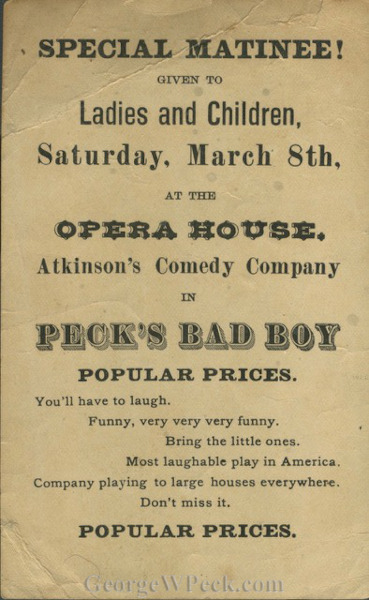 SPECIAL MATINEE!
GIVEN TO
Ladies and Children,
Saturday, March 8th,
AT THE
OPERA HOUSE.
Atkinson's Comedy Company
IN
PECK'S BAD BOY
POPULAR PRICES.
You'll have to laugh.
Funny, very very very funny.
Bring the little ones.
Most laughable play in America.
Company playing to large houses everywhere.
Don't miss it.
POPULAR PRICES.
GeorgeWPeck.com